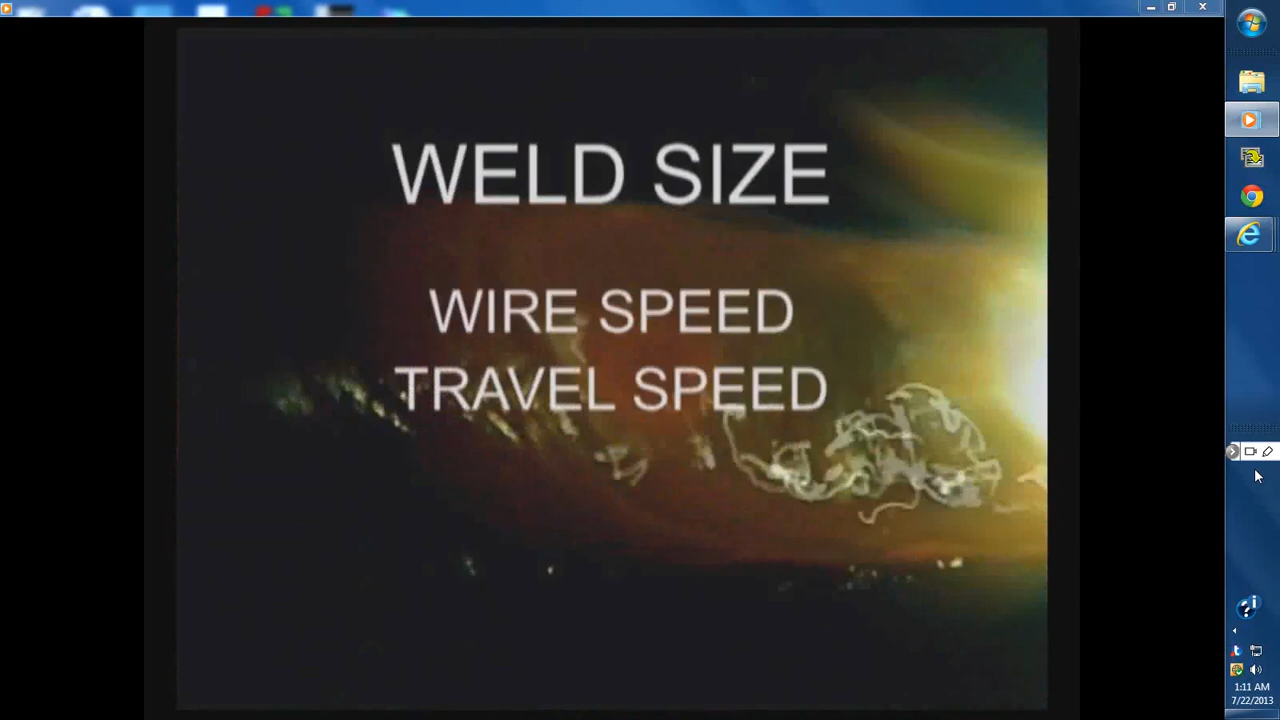 WELD SIZE
WIRE SPEED
TRAVEL SPEED
1:11 AM
7/22/2013